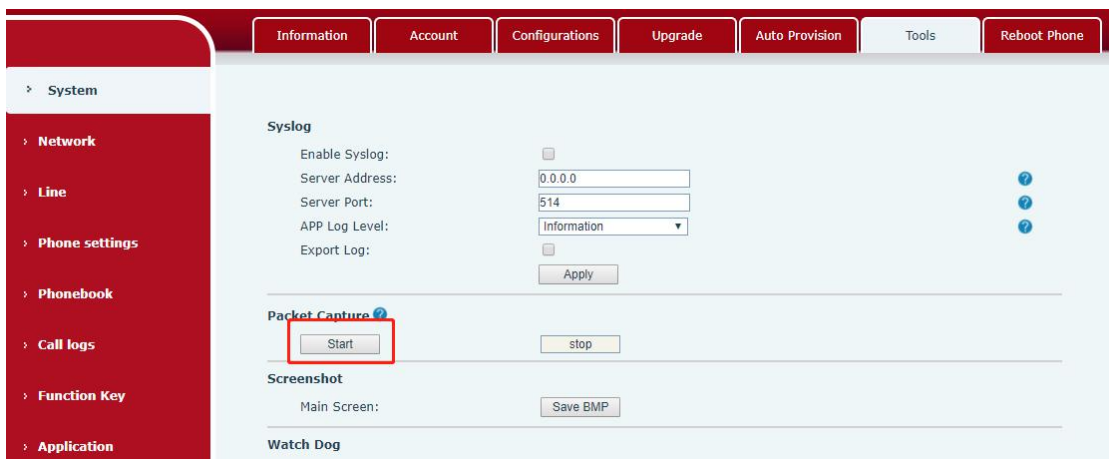 Information Account Configurations Upgrade Auto Provision Tools Reboot Phone
› System
› Network
› Line
› Phone settings
› Phonebook
› Call logs
› Function Key
› Application
Syslog
Enable Syslog:
Server Address: 0.0.0.0 ?
Server Port: 514 ?
APP Log Level: Information ▼ ?
Export Log:
Apply
Packet Capture ?
Start stop
Screenshot
Main Screen: Save BMP
Watch Dog